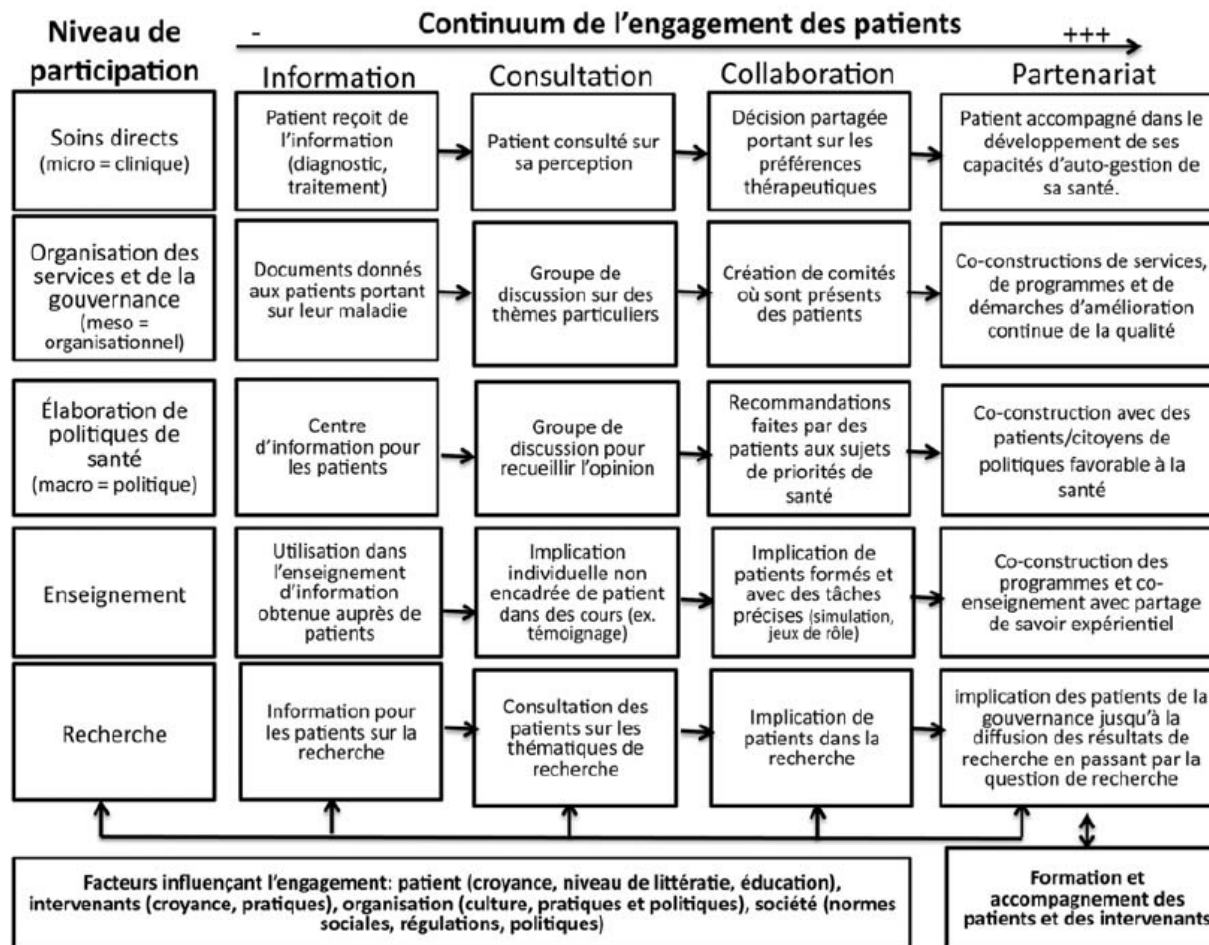 Niveau de
participation
Continuum de l'engagement des patients
-
+++
Information
Consultation
Collaboration
Partenariat
Soins directs
(micro = clinique)
Patient reçoit de
l'information
(diagnostic,
traitement)
Patient consulté sur
sa perception
Décision partagée
portant sur les
préférences
thérapeutiques
Patient accompagné dans le
développement de ses
capacités d'auto-gestion de
sa santé.
Organisation des
services et de la
gouvernance
(meso =
organisationnel)
Documents donnés
aux patients portant
sur leur maladie
Groupe de
discussion sur des
thèmes particuliers
Création de comités
où sont présents
des patients
Co-constructions de services,
de programmes et de
démarches d'amélioration
continue de la qualité
Élaboration de
politiques de
santé
(macro = politique)
Centre
d'information pour
les patients
Groupe de
discussion pour
recueillir l'opinion
Recommandations
faites par des
patients aux sujets
de priorités de
santé
Co-construction avec des
patients/citoyens de
politiques favorable à la
santé
Enseignement
Utilisation dans
l'enseignement
d'information
obtenue auprès de
patients
Implication
individuelle non
encadrée de patient
dans des cours (ex.
témoignage)
Implication de
patients formés et
avec des tâches
précises (simulation,
jeux de rôle)
Co-construction des
programmes et co-
enseignement avec partage
de savoir expérientiel
Recherche
Information pour
les patients sur la
recherche
Consultation des
patients sur les
thématiques de
recherche
Implication de
patients dans la
recherche
implication des patients de la
gouvernance jusqu'à la
diffusion des résultats de
recherche en passant par la
question de recherche
Facteurs influençant l'engagement: patient (croyance, niveau de littératie, éducation),
intervenants (croyance, pratiques), organisation (culture, pratiques et politiques), société (normes
sociales, régulations, politiques)
Formation et
accompagnement des
patients et des intervenants